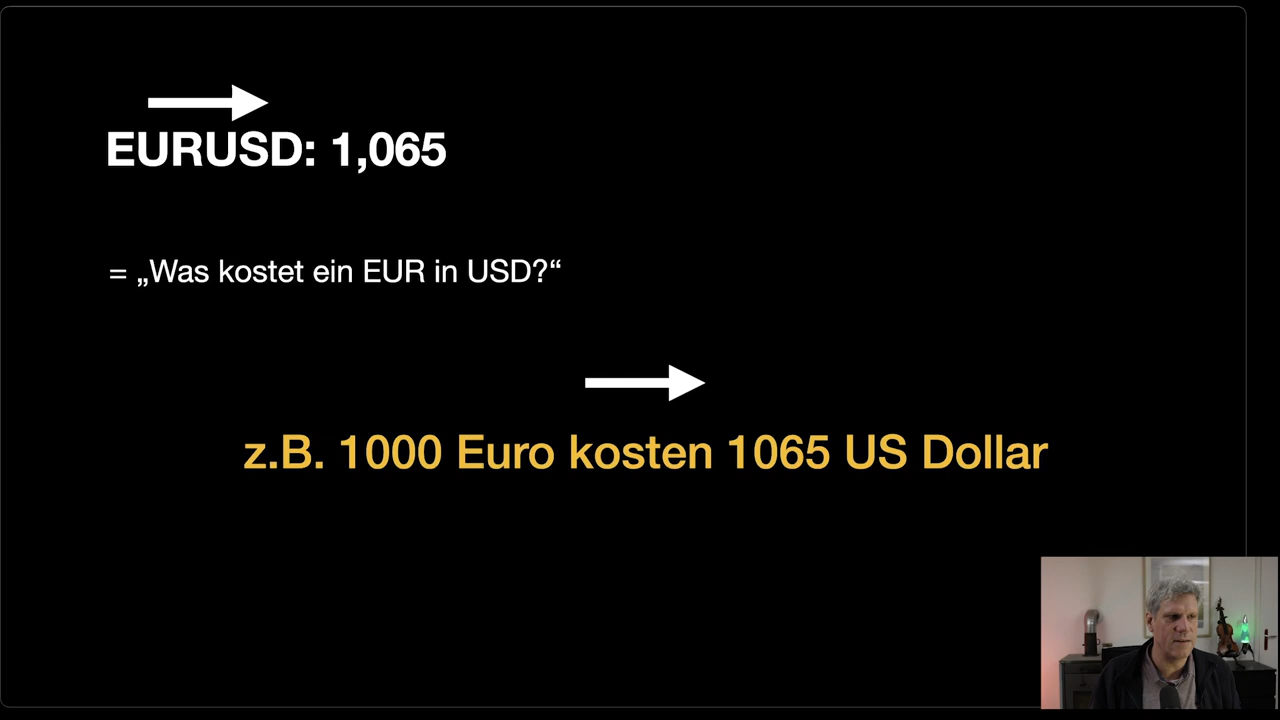 EURUSD: 1,065
= „Was kostet ein EUR in USD?“
z.B. 1000 Euro kosten 1065 US Dollar